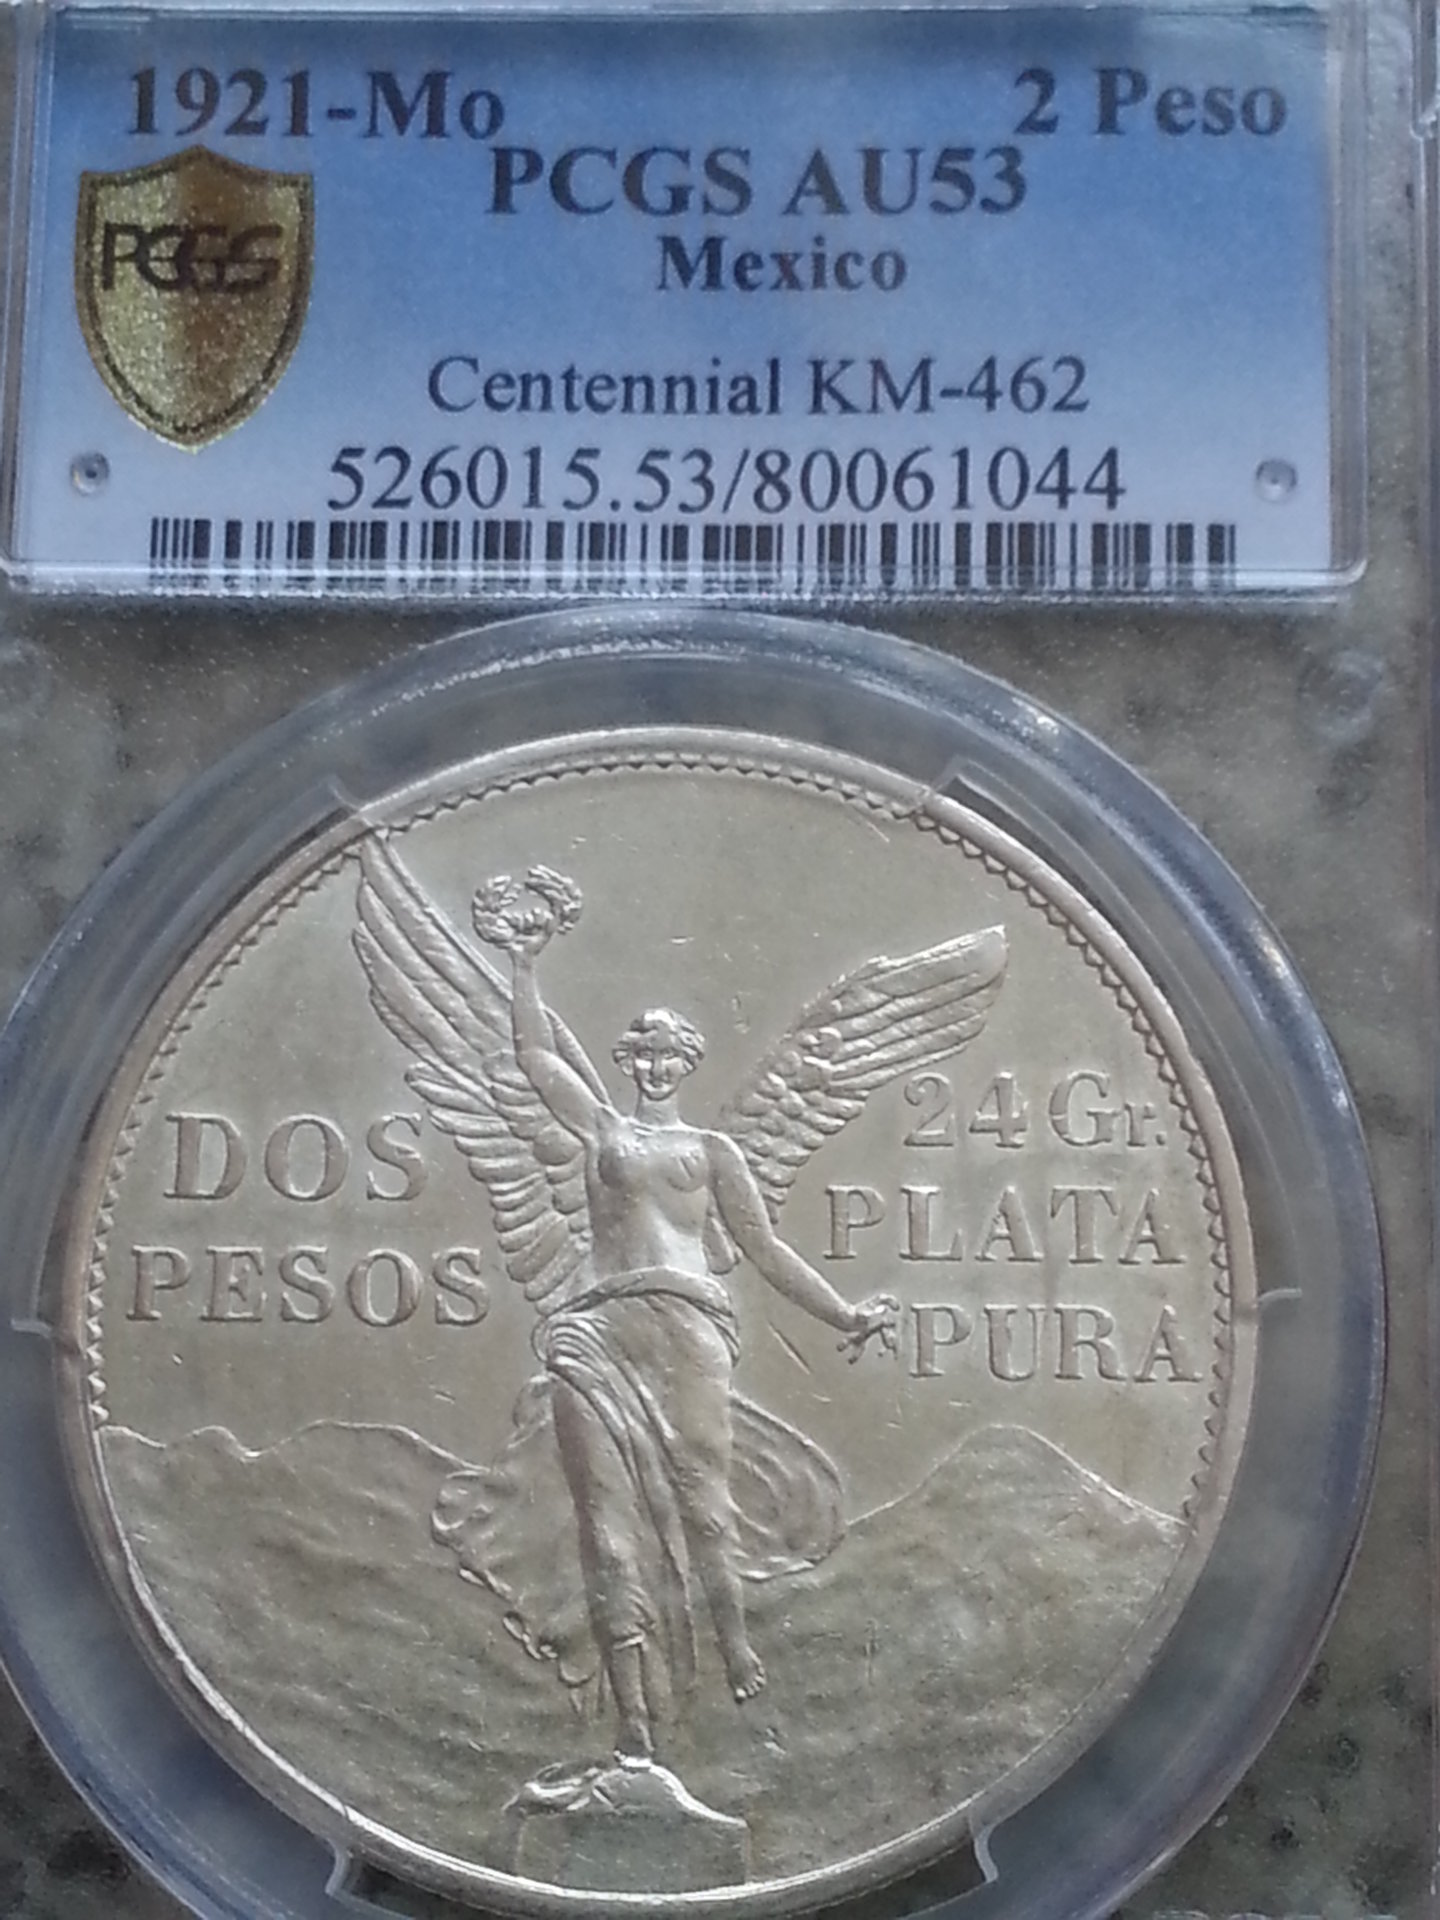 1921-Mo 2 Peso
PCGS AU53
PCGS
Mexico
Centennial KM-462
526015.53/80061044
DOS
PESOS
24 Gr.
PLATA
PURA